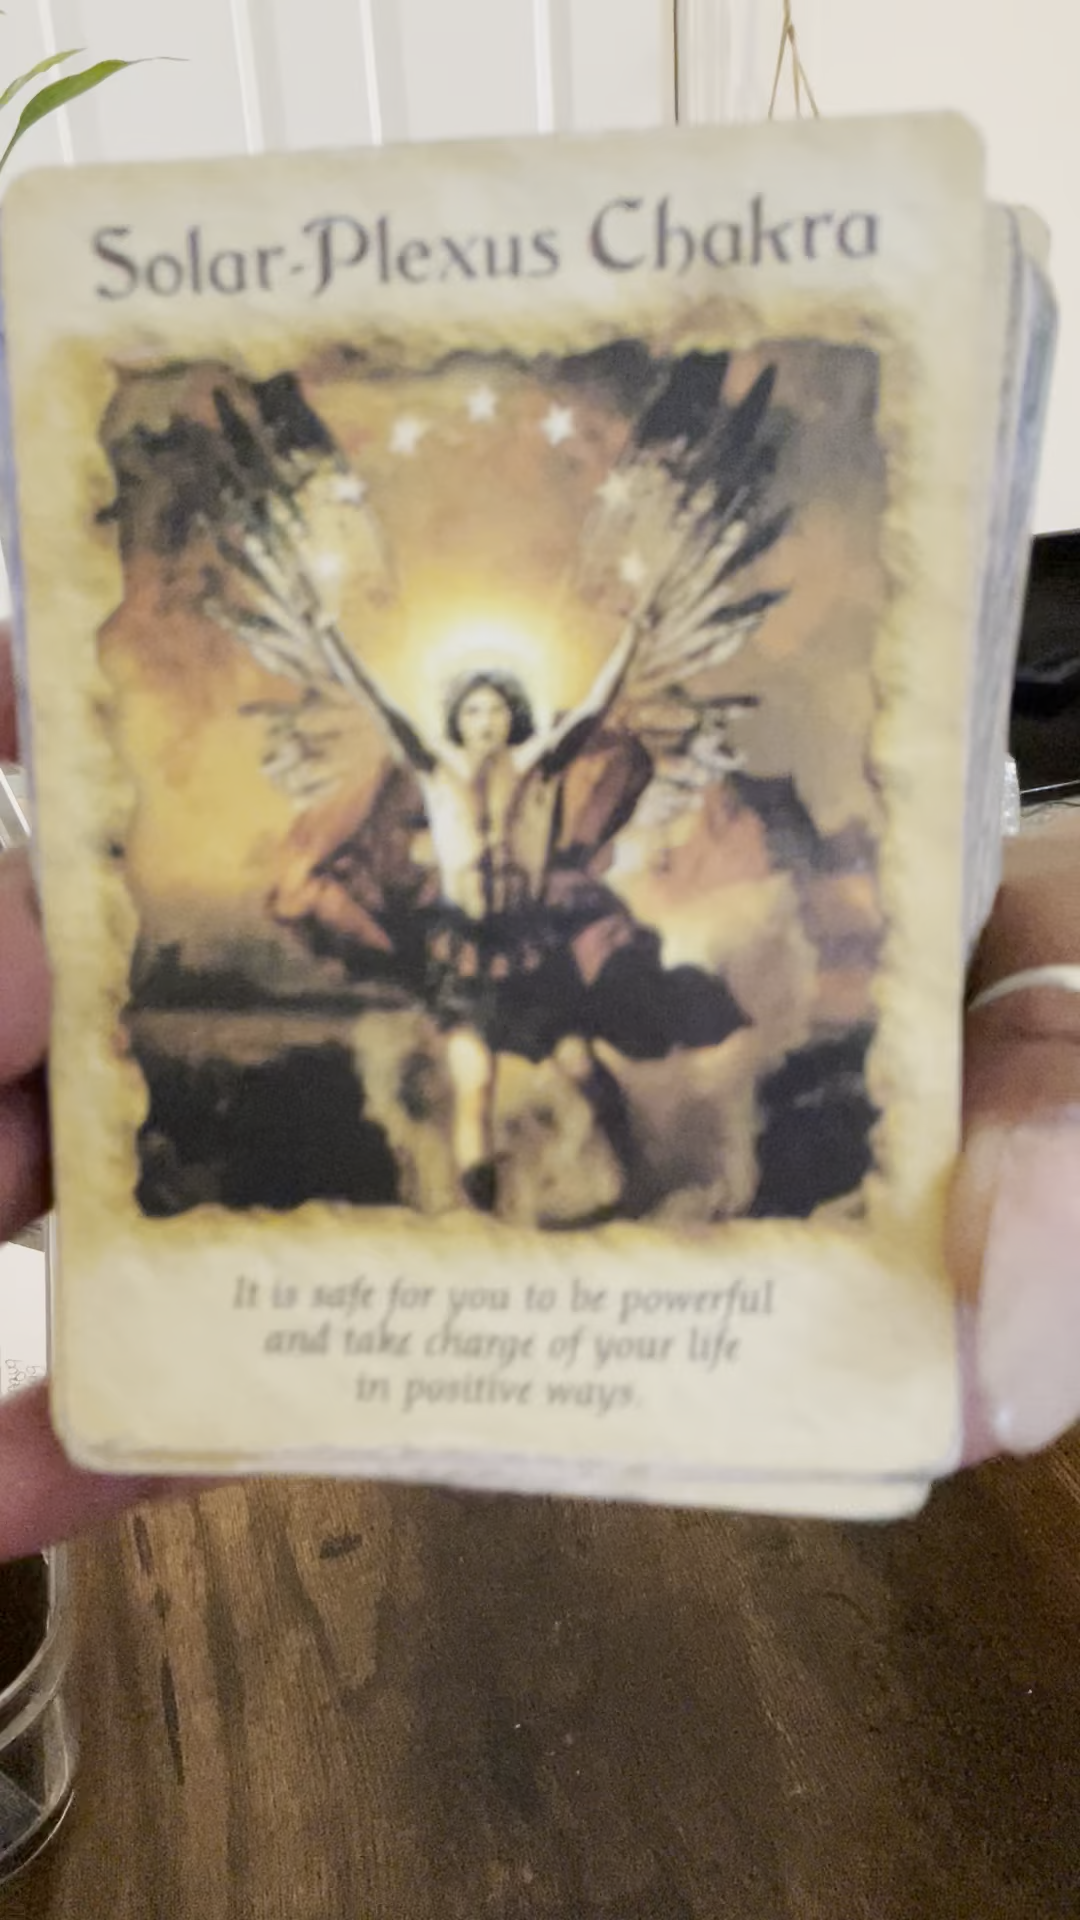 Solar-Plexus Chakra
It is safe for you to be powerful
and take charge of your life
in positive ways.